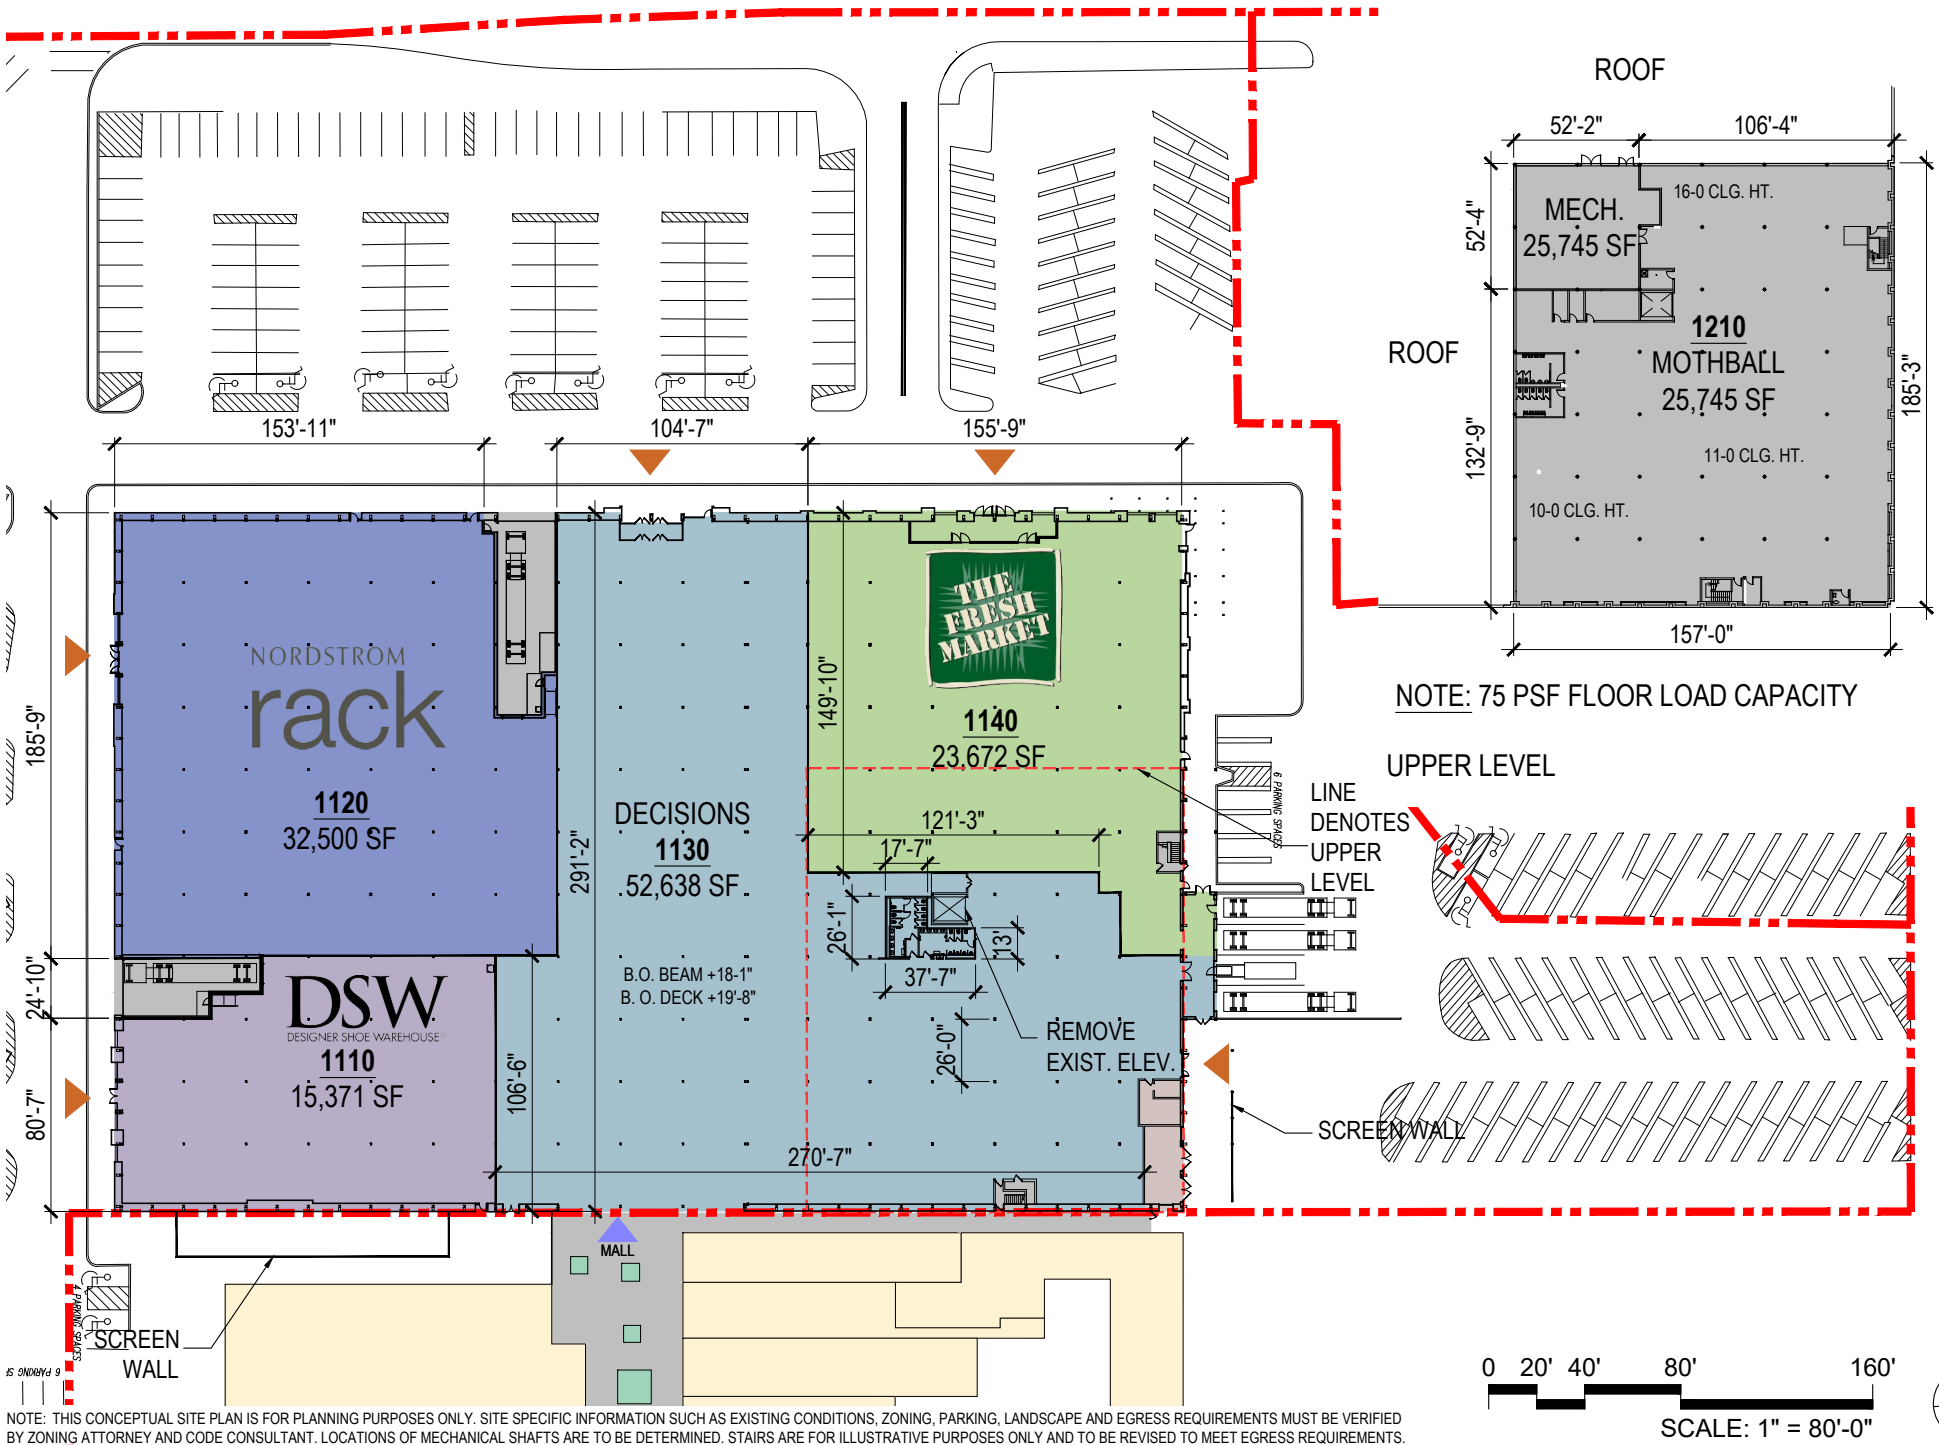 ROOF
52'-2"
106'-4"
16-0 CLG. HT.
MECH.
25,745 SF
52'-4"
1210
MOTHBALL
25,745 SF
ROOF
185'-3"
132'-9"
11-0 CLG. HT.
10-0 CLG. HT.
157'-0"
NOTE: 75 PSF FLOOR LOAD CAPACITY
UPPER LEVEL
153'-11"
104'-7"
155'-9"
THE
FRESH
MARKET
NORDSTROM
rack
185'-9"
149'-10"
1140
23,672 SF
1120
32,500 SF
DECISIONS
1130
52,638 SF
291'-2"
121'-3"
17'-7"
6 PARKING SPACES
LINE
DENOTES
UPPER
LEVEL
26'-1"
13'
37'-7"
B.O. BEAM +18-1"
B. O. DECK +19'-8"
24'-10"
DSW
DESIGNER SHOE WAREHOUSE
1110
15,371 SF
REMOVE
EXIST. ELEV.
26'-0"
106'-6"
80'-7"
SCREEN WALL
270'-7"
MALL
4 PARKING SPACES
SCREEN
WALL
6 PARKING SP
0 20' 40' 80' 160'
SCALE: 1" = 80'-0"
NOTE: THIS CONCEPTUAL SITE PLAN IS FOR PLANNING PURPOSES ONLY. SITE SPECIFIC INFORMATION SUCH AS EXISTING CONDITIONS, ZONING, PARKING, LANDSCAPE AND EGRESS REQUIREMENTS MUST BE VERIFIED
BY ZONING ATTORNEY AND CODE CONSULTANT. LOCATIONS OF MECHANICAL SHAFTS ARE TO BE DETERMINED. STAIRS ARE FOR ILLUSTRATIVE PURPOSES ONLY AND TO BE REVISED TO MEET EGRESS REQUIREMENTS.